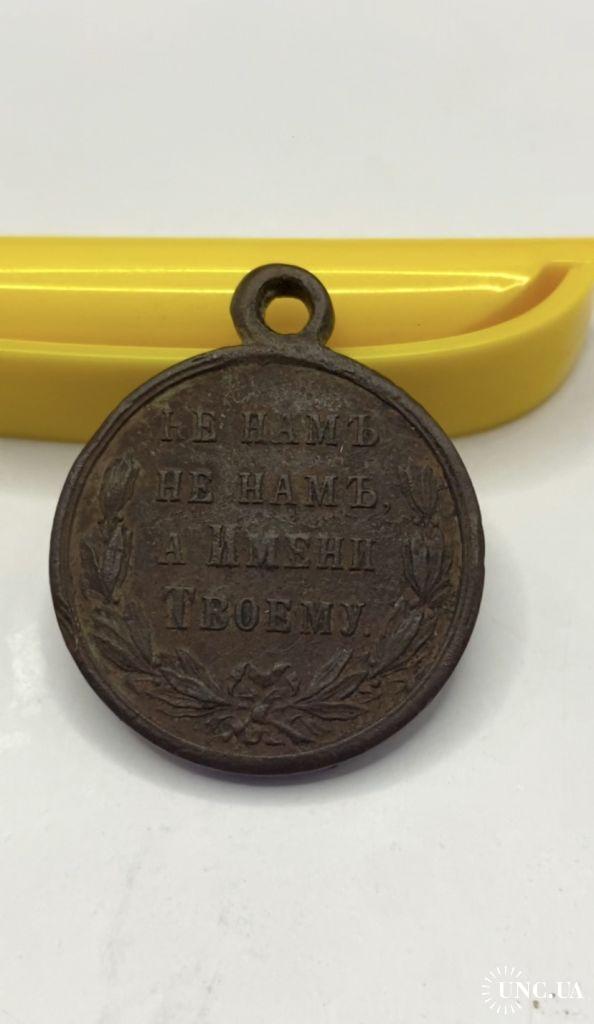 НЕ НАМЪ
НЕ НАМЪ,
А ИМЕНИ
ТВОЕМУ.
UNC.UA